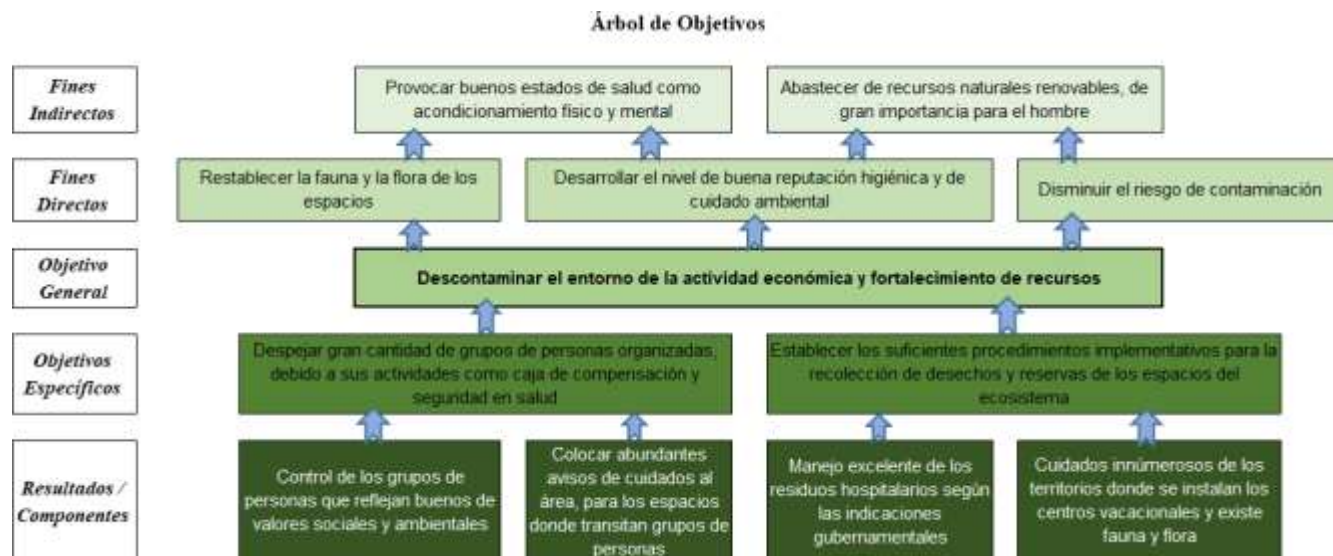 Árbol de Objetivos
Fines
Indirectos
Provocar buenos estados de salud como
acondicionamiento físico y mental
Abastecer de recursos naturales renovables, de
gran importancia para el hombre
Fines
Directos
Restablecer la fauna y la flora de los
espacios
Desarrollar el nivel de buena reputación higiénica y de
cuidado ambiental
Disminuir el riesgo de contaminación
Objetivo
General
Descontaminar el entorno de la actividad económica y fortalecimiento de recursos
Objetivos
Específicos
Despejar gran cantidad de grupos de personas organizadas,
debido a sus actividades como caja de compensación y
seguridad en salud
Establecer los suficientes procedimientos implementativos para la
recolección de desechos y reservas de los espacios del
ecosistema
Resultados /
Componentes
Control de los grupos de
personas que reflejan buenos de
valores sociales y ambientales
Colocar abundantes
avisos de cuidados al
área, para los espacios
donde transitan grupos de
personas
Manejo excelente de los
residuos hospitalarios según
las indicaciones
gubernamentales
Cuidados innúmerosos de los
territorios donde se instalan los
centros vacacionales y existe
fauna y flora